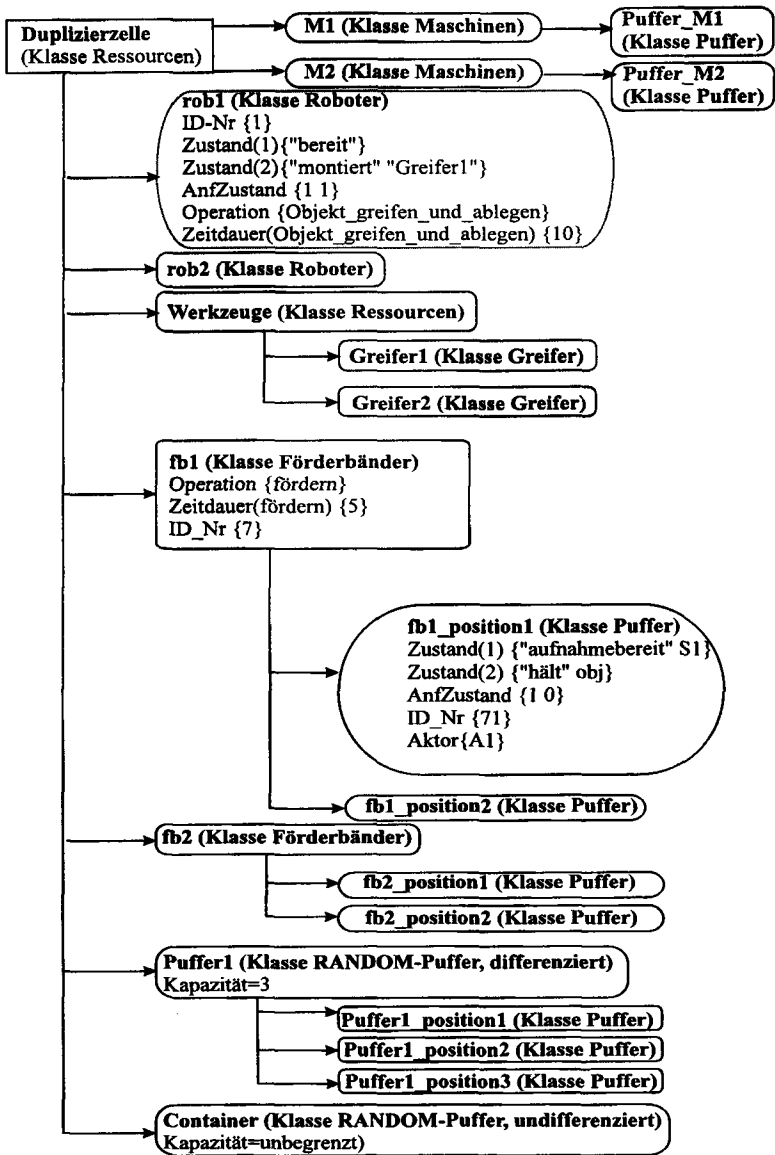 Duplizierzelle
(Klasse Ressourcen)
M1 (Klasse Maschinen)
Puffer_M1
(Klasse Puffer)
M2 (Klasse Maschinen)
Puffer_M2
(Klasse Puffer)
rob1 (Klasse Roboter)
ID-Nr {1}
Zustand(1){"bereit"}
Zustand(2){"montiert" "Greifer1"}
AnfZustand {1 1}
Operation {Objekt_greifen_und_ablegen}
Zeitdauer(Objekt_greifen_und_ablegen) {10}
rob2 (Klasse Roboter)
Werkzeuge (Klasse Ressourcen)
Greifer1 (Klasse Greifer)
Greifer2 (Klasse Greifer)
fb1 (Klasse Förderbänder)
Operation {fördern}
Zeitdauer(fördern) {5}
ID_Nr {7}
fb1_position1 (Klasse Puffer)
Zustand(1) {"aufnahmebereit" S1}
Zustand(2) {"hält" obj}
AnfZustand {1 0}
ID_Nr {71}
Aktor{A1}
fb1_position2 (Klasse Puffer)
fb2 (Klasse Förderbänder)
fb2_position1 (Klasse Puffer)
fb2_position2 (Klasse Puffer)
Puffer1 (Klasse RANDOM-Puffer, differenziert)
Kapazität=3
Puffer1_position1 (Klasse Puffer)
Puffer1_position2 (Klasse Puffer)
Puffer1_position3 (Klasse Puffer)
Container (Klasse RANDOM-Puffer, undifferenziert)
Kapazität=unbegrenzt)